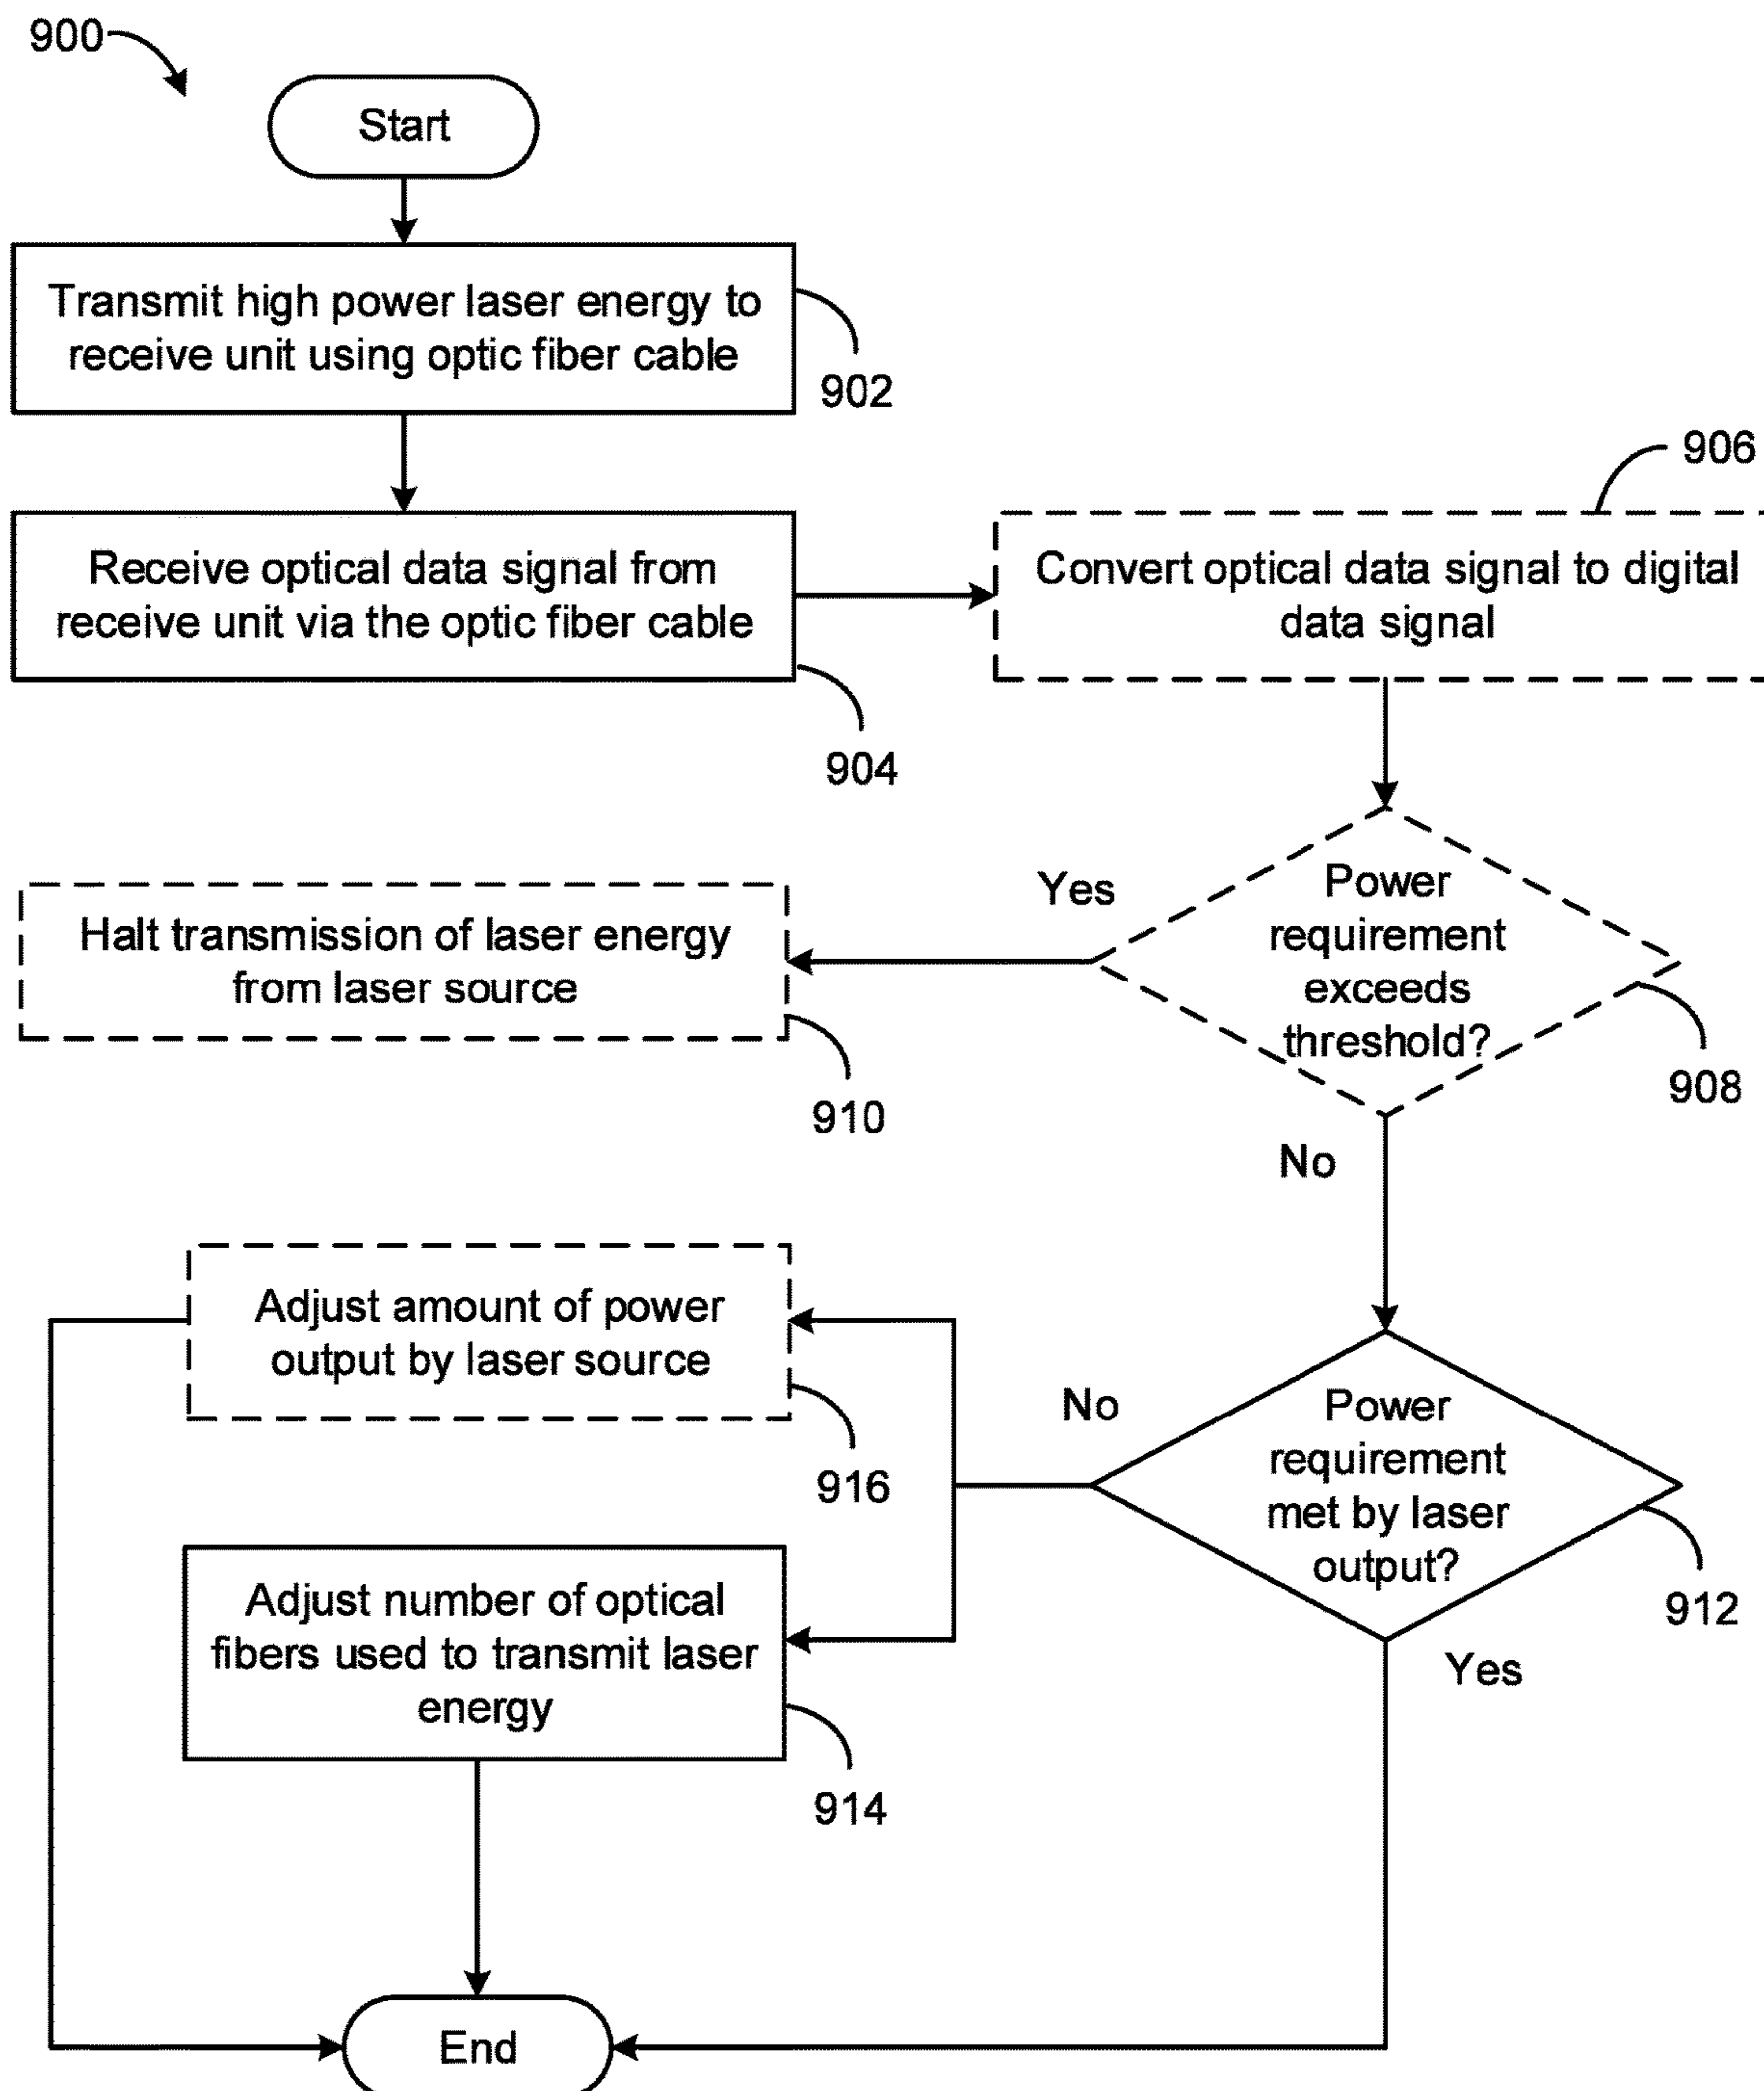 900
Start
Transmit high power laser energy to
receive unit using optic fiber cable
902
Receive optical data signal from
receive unit via the optic fiber cable
904
906
Convert optical data signal to digital
data signal
Power
requirement
exceeds
threshold?
908
Yes
Halt transmission of laser energy
from laser source
910
No
Power
requirement
met by laser
output?
912
No
Adjust amount of power
output by laser source
916
Adjust number of optical
fibers used to transmit laser
energy
914
Yes
End